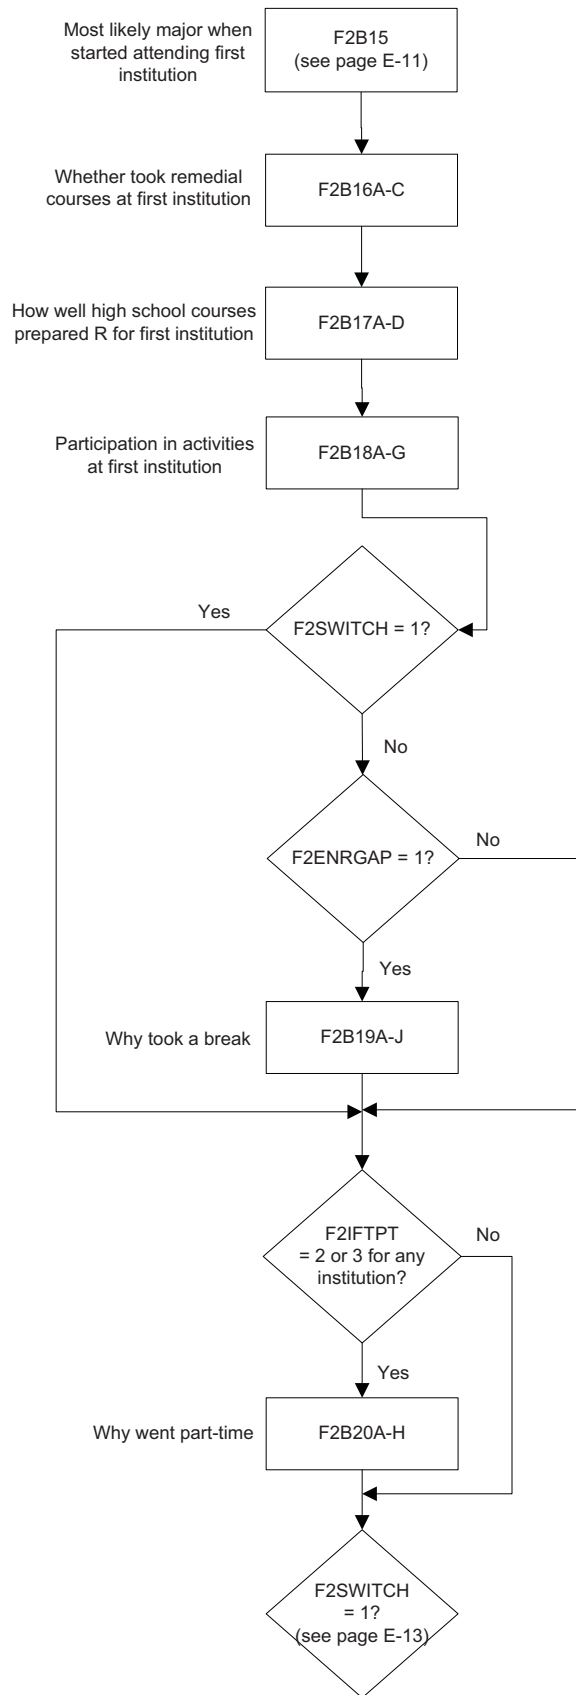 Most likely major when
started attending first
institution
F2B15
(see page E-11)
Whether took remedial
courses at first institution
F2B16A-C
How well high school courses
prepared R for first institution
F2B17A-D
Participation in activities
at first institution
F2B18A-G
Yes
F2SWITCH = 1?
No
F2ENRGAP = 1?
No
Yes
Why took a break
F2B19A-J
F2IFTPT
= 2 or 3 for any
institution?
No
Yes
Why went part-time
F2B20A-H
F2SWITCH
= 1?
(see page E-13)